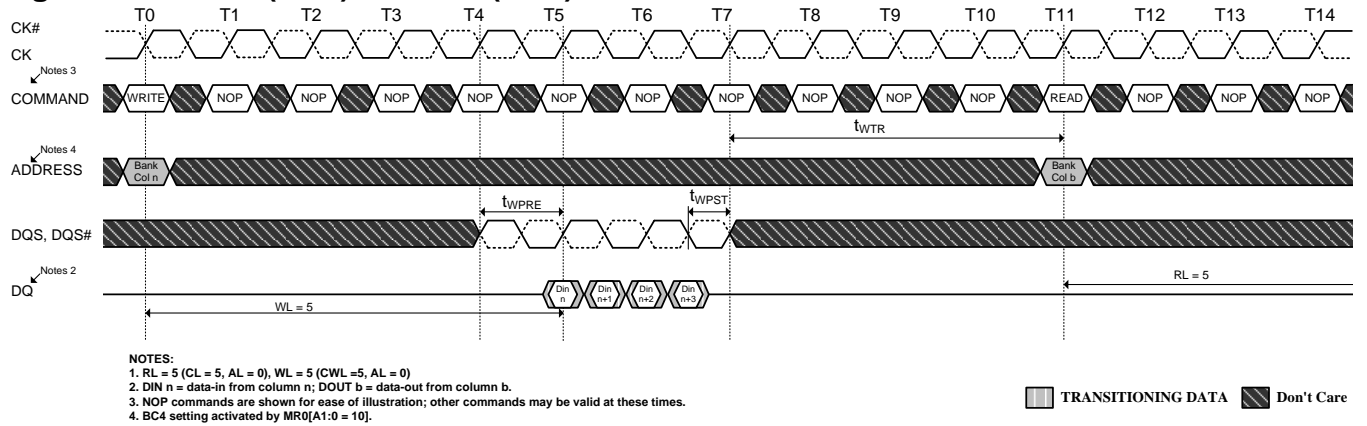 T0 T1 T2 T3 T4 T5 T6 T7 T8 T9 T10 T11 T12 T13 T14
CK#
CK
Notes 3
COMMAND WRITE NOP NOP NOP NOP NOP NOP NOP NOP NOP NOP READ NOP NOP NOP
tWTR
Notes 4
ADDRESS
Bank Col n
Bank Col b
tWPRE
tWPST
DQS, DQS#
Notes 2
DQ
Din n
Din n+1
Din n+2
Din n+3
RL = 5
WL = 5
NOTES:
1. RL = 5 (CL = 5, AL = 0), WL = 5 (CWL =5, AL = 0)
2. DIN n = data-in from column n; DOUT b = data-out from column b.
3. NOP commands are shown for ease of illustration; other commands may be valid at these times.
4. BC4 setting activated by MR0[A1:0 = 10].
TRANSITIONING DATA
Don't Care